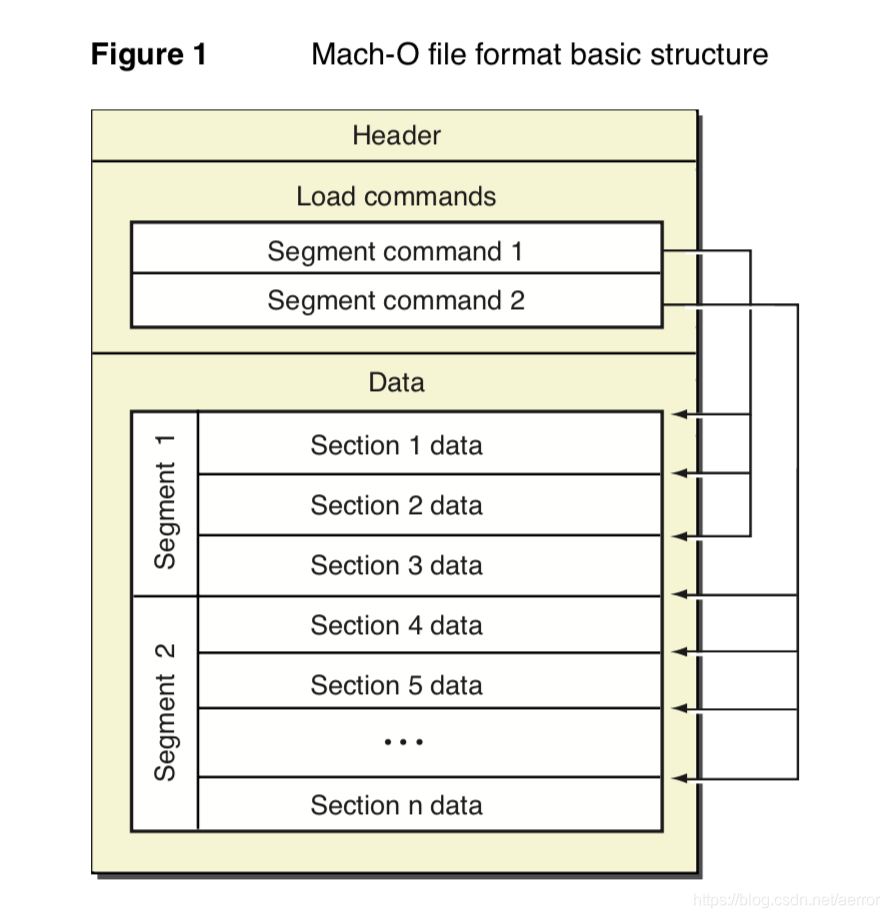 Figure 1 Mach-O file format basic structure
Header
Load commands
Segment command 1
Segment command 2
Data
Segment 1
Section 1 data
Section 2 data
Section 3 data
Segment 2
Section 4 data
Section 5 data
...
Section n data
https://blog.csdn.net/aerror